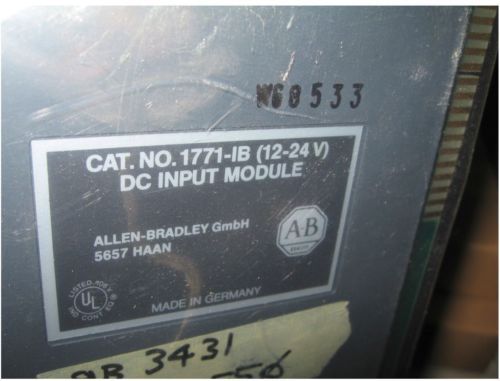 W60533
CAT. NO. 1771-IB (12-24 V)
DC INPUT MODULE
ALLEN-BRADLEY GmbH
5657 HAAN
A-B
UL
MADE IN GERMANY
3431